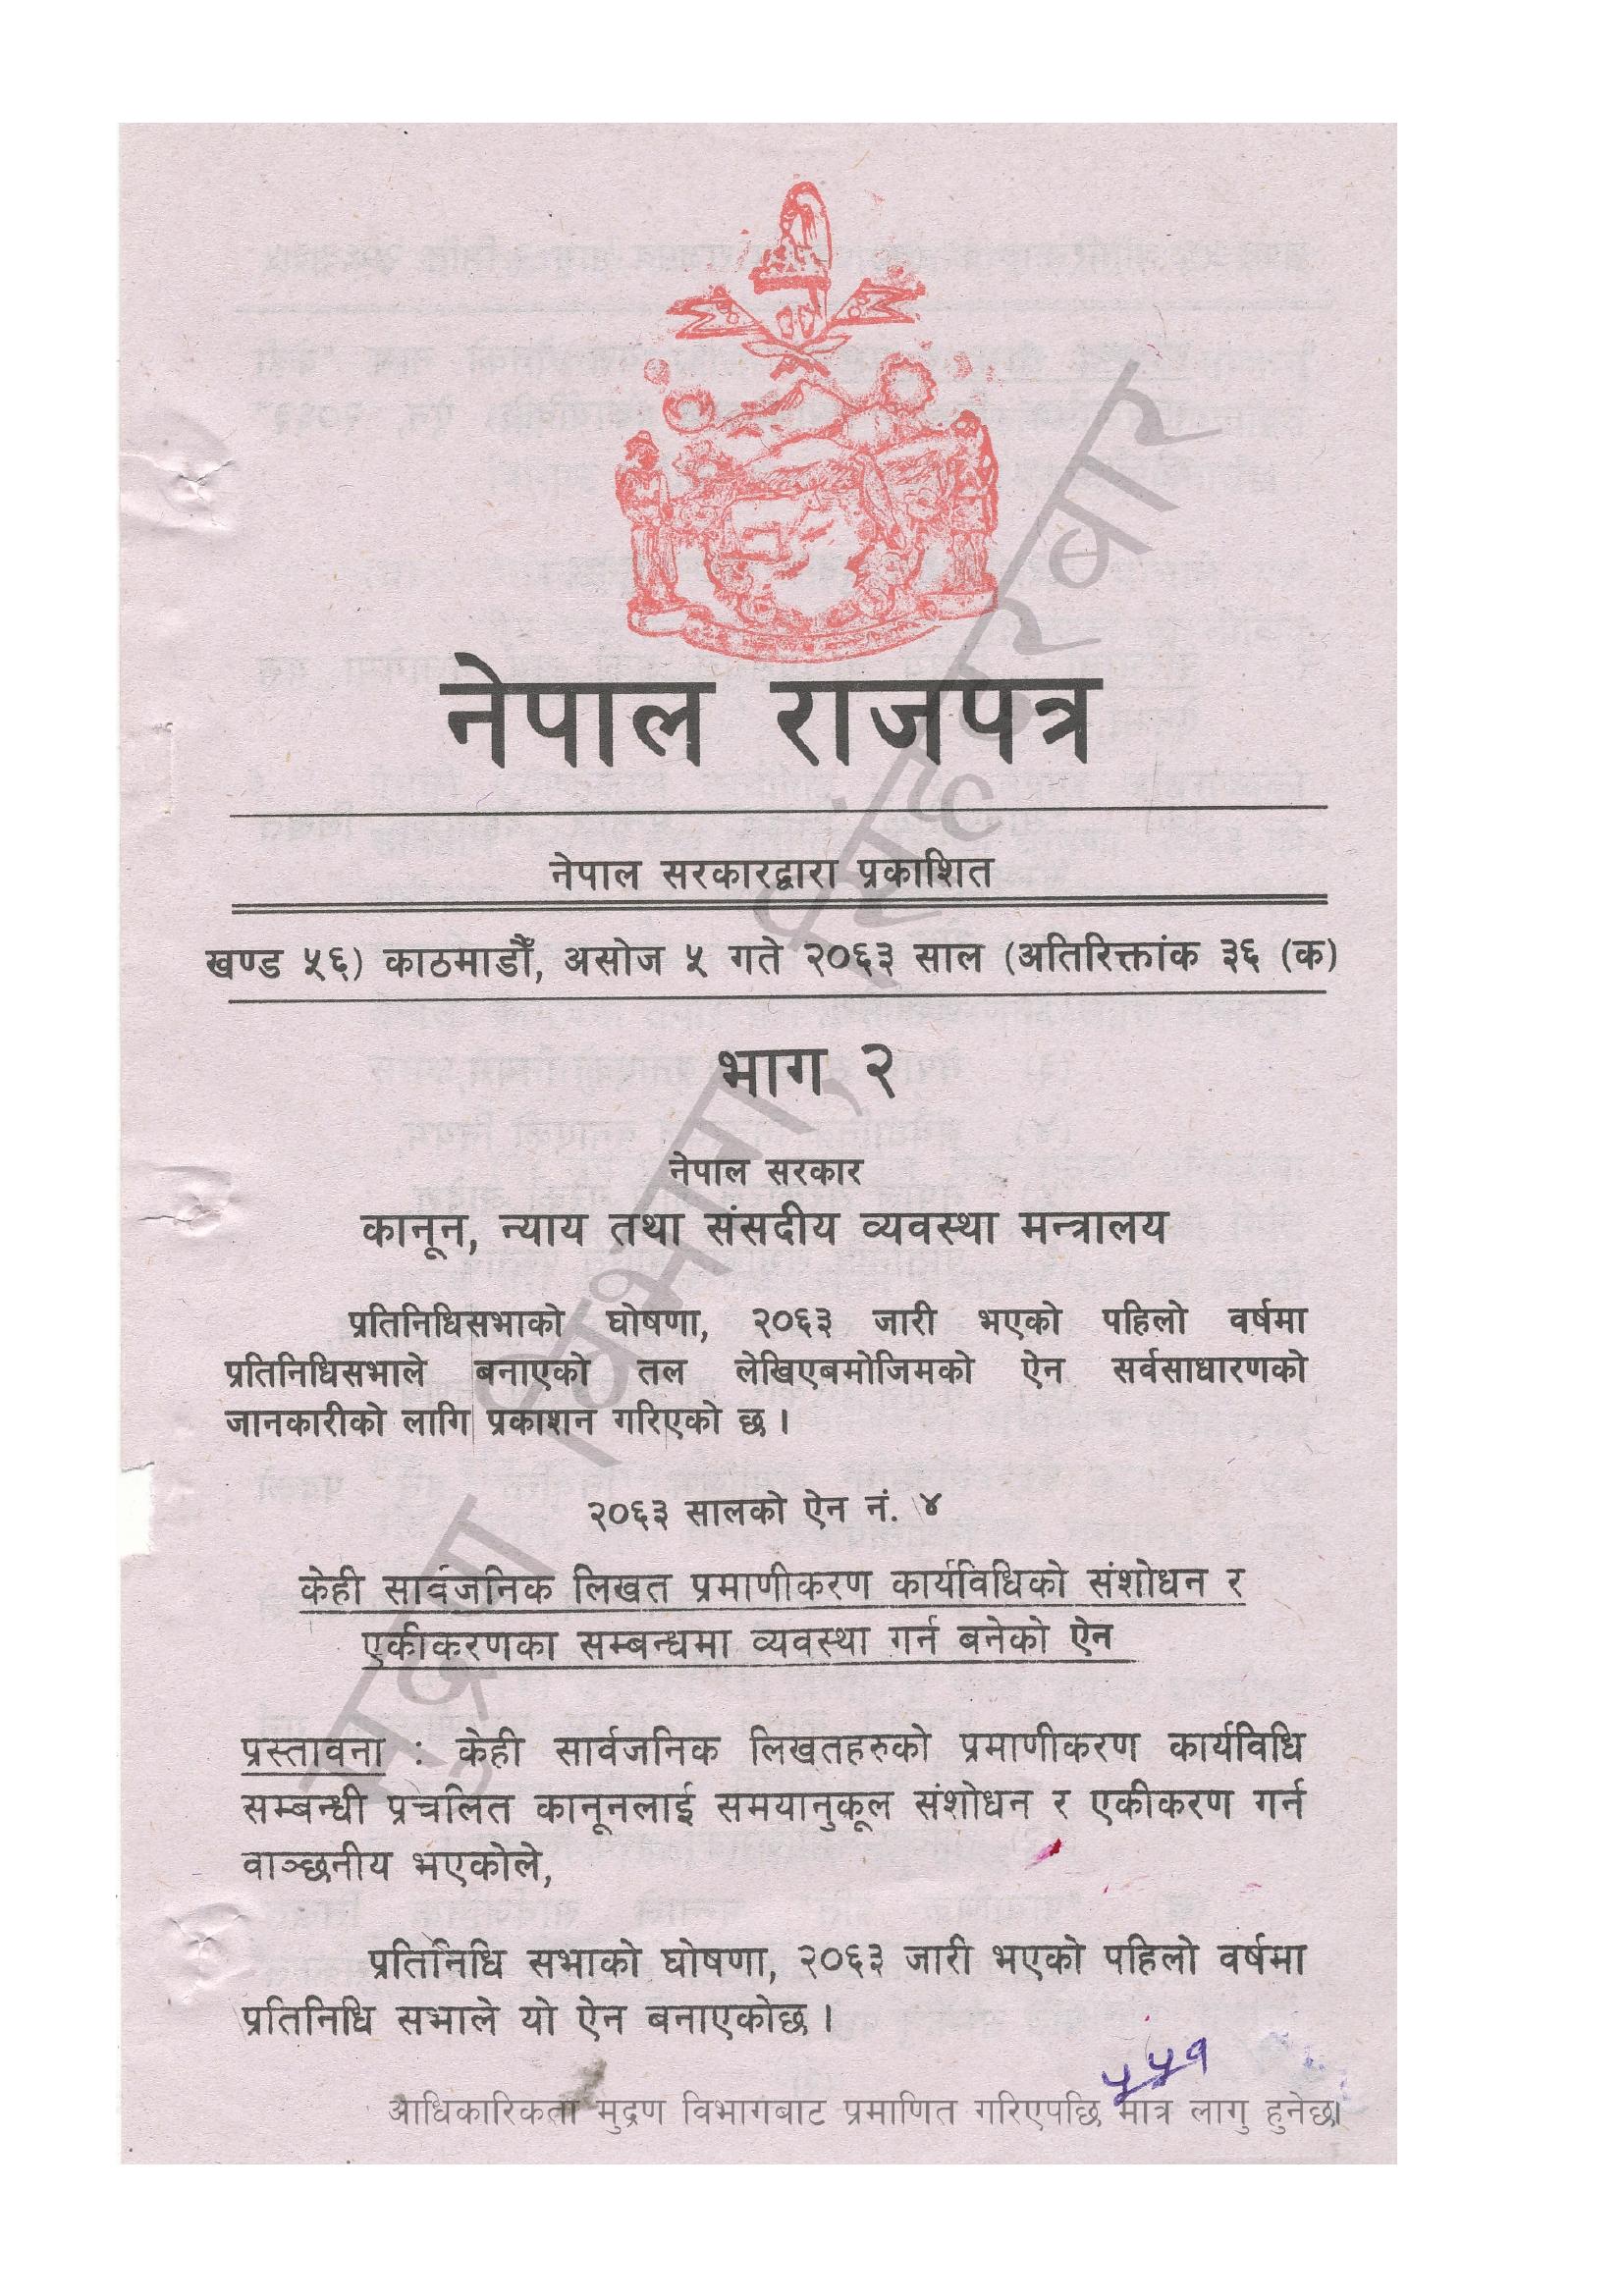 नेपाल राजपत्र
नेपाल सरकारद्वारा प्रकाशित
खण्ड ५६) काठमाडौँ, असोज ५ गते २०६३ साल (अतिरिक्तांक ३६ (क)
भाग २
नेपाल सरकार
कानून, न्याय तथा संसदीय व्यवस्था मन्त्रालय
प्रतिनिधिसभाको घोषणा, २०६३ जारी भएको पहिलो वर्षमा
प्रतिनिधिसभाले बनाएको तल लेखिएबमोजिमको ऐन सर्वसाधारणको
जानकारीको लागि प्रकाशन गरिएको छ ।
२०६३ सालको ऐन नं. ४
केही सार्वजनिक लिखत प्रमाणीकरण कार्यविधिको संशोधन र
एकीकरणका सम्बन्धमा व्यवस्था गर्न बनेको ऐन
प्रस्तावना : केही सार्वजनिक लिखतहरुको प्रमाणीकरण कार्यविधि
सम्बन्धी प्रचलित कानूनलाई समयानुकूल संशोधन र एकीकरण गर्न
वाञ्छनीय भएकोले,
प्रतिनिधि सभाको घोषणा, २०६३ जारी भएको पहिलो वर्षमा
प्रतिनिधि सभाले यो ऐन बनाएकोछ ।
५५१
आधिकारिकता मुद्रण विभागबाट प्रमाणित गरिएपछि मात्र लागु हुनेछ।
मुद्रण विभाग, सिंहदरवार